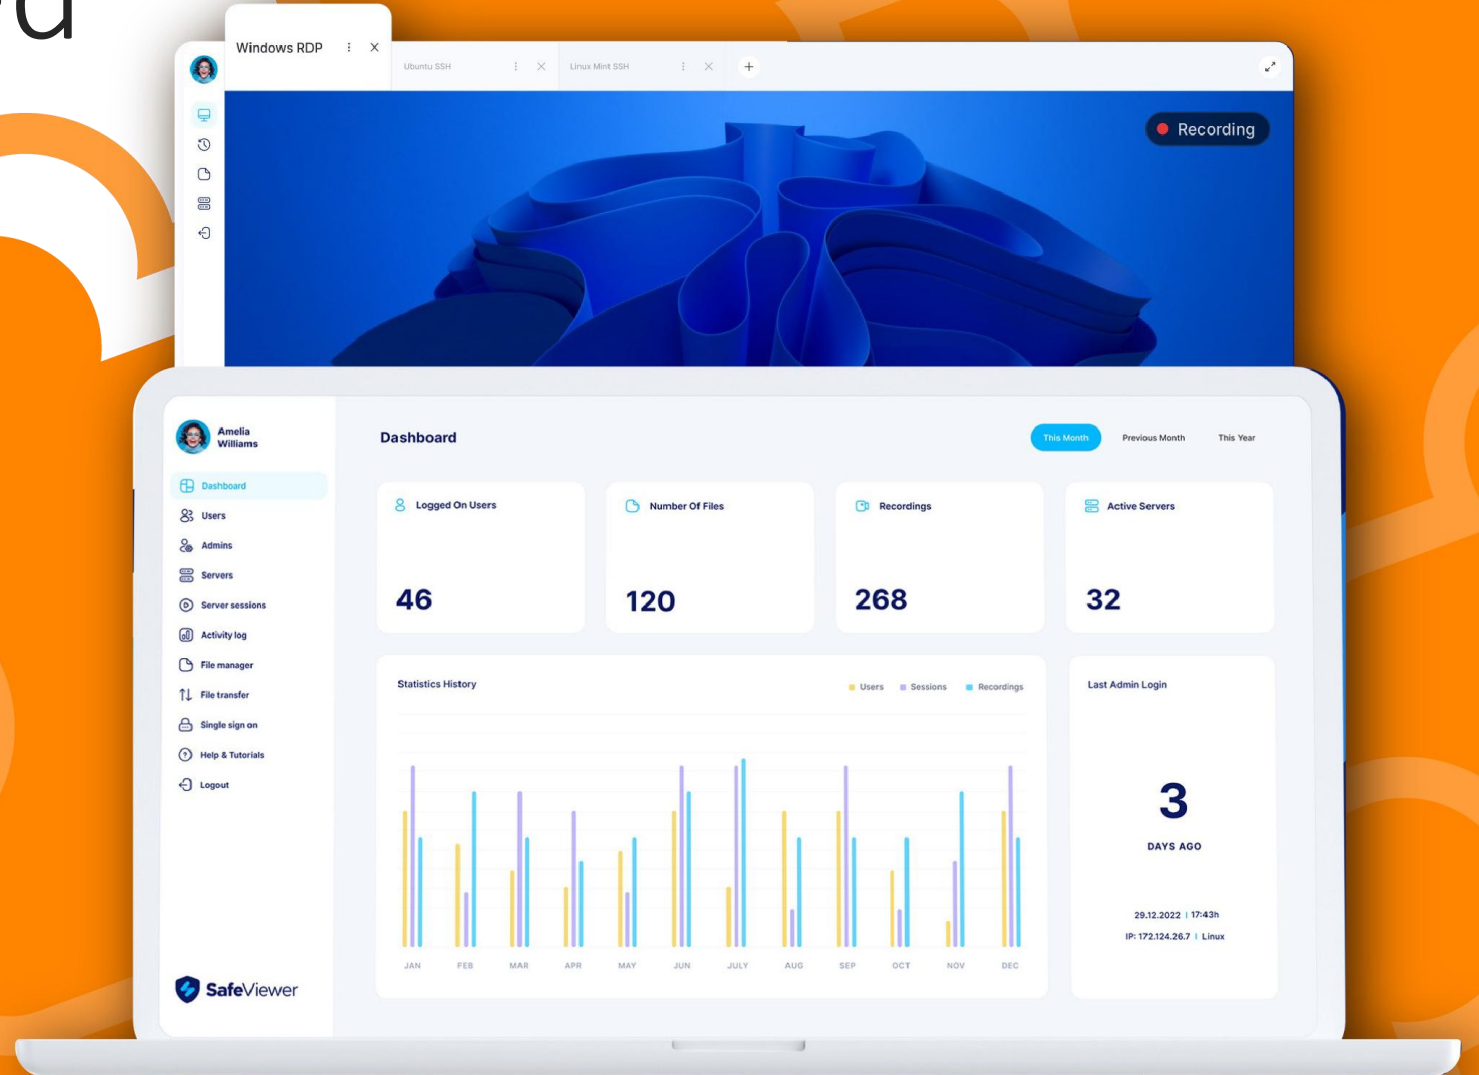 Windows RDP
Ubuntu SSH
Linux Mint SSH
Recording
Amelia
Williams
Dashboard
Users
Admins
Servers
Server sessions
Activity log
File manager
File transfer
Single sign on
Help & Tutorials
Logout
SafeViewer
Dashboard
This Month
Previous Month
This Year
Logged On Users
46
Number Of Files
120
Recordings
268
Active Servers
32
Statistics History
Users
Sessions
Recordings
JAN FEB MAR APR MAY JUN JULY AUG SEP OCT NOV DEC
Last Admin Login
3
DAYS AGO
29.12.2022 | 17:43h
IP: 172.124.26.7 | Linux